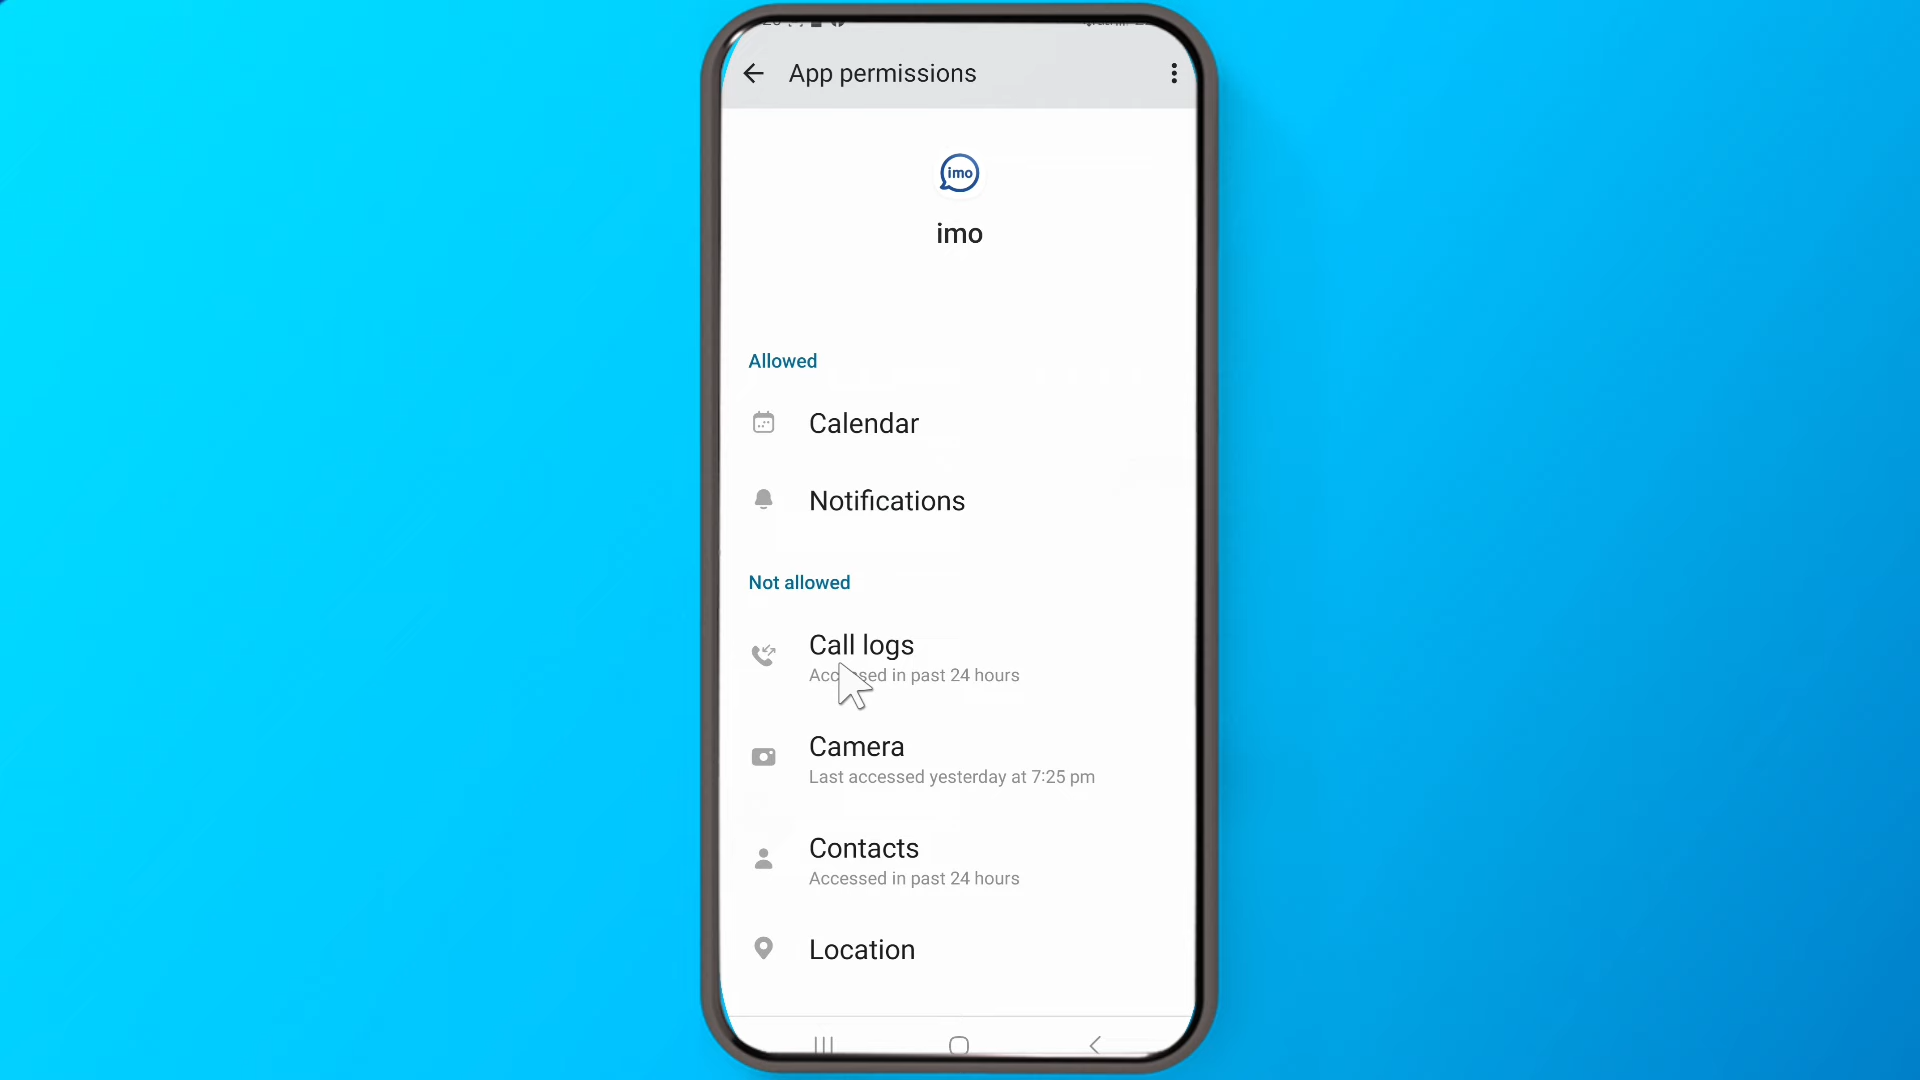 App permissions
imo
imo
Allowed
Calendar
Notifications
Not allowed
Call logs
in past 24 hours
Camera
Last accessed yesterday at 7:25 pm
Contacts
Accessed in past 24 hours
Location